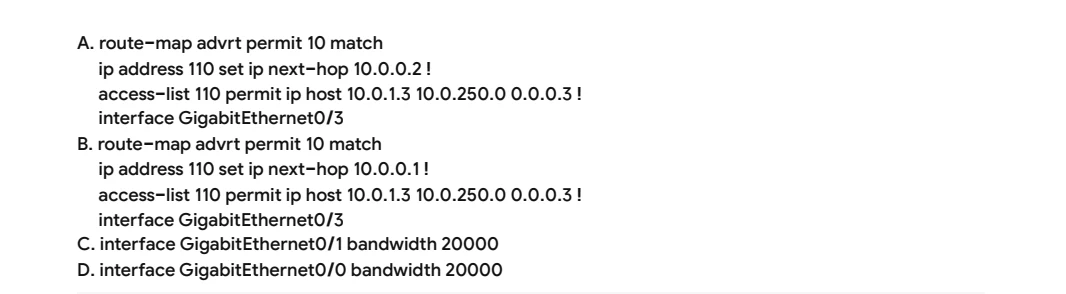 A. route-map advrt permit 10 match
ip address 110 set ip next-hop 10.0.0.2 !
access-list 110 permit ip host 10.0.1.3 10.0.250.0 0.0.0.3 !
interface GigabitEthernet0/3
B. route-map advrt permit 10 match
ip address 110 set ip next-hop 10.0.0.1 !
access-list 110 permit ip host 10.0.1.3 10.0.250.0 0.0.0.3 !
interface GigabitEthernet0/3
C. interface GigabitEthernet0/1 bandwidth 20000
D. interface GigabitEthernet0/0 bandwidth 20000